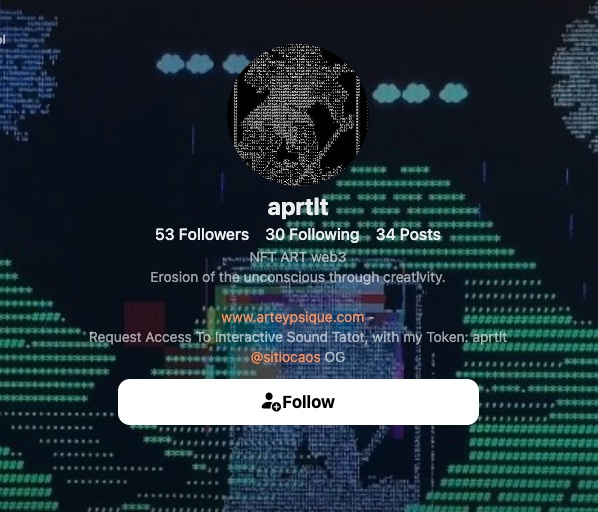 aprtlt
53 Followers 30 Following 34 Posts
NFT ART web3
Erosion of the unconscious through creativity.
www.arteypsique.com -
Request Access To Interactive Sound Tatot, with my Token: aprtlt
@sitiocaos OG
Follow